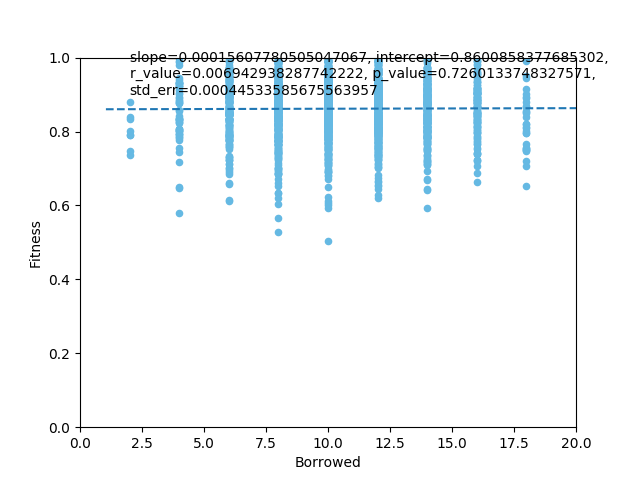 slope=0.00015607780505047067, intercept=0.8600858377685302,
r_value=0.006942938287742222, p_value=0.7260133748327571,
std_err=0.00044533585675563957
1.0
0.8
0.6
0.4
0.2
0.0
Fitness
0.0 2.5 5.0 7.5 10.0 12.5 15.0 17.5 20.0
Borrowed